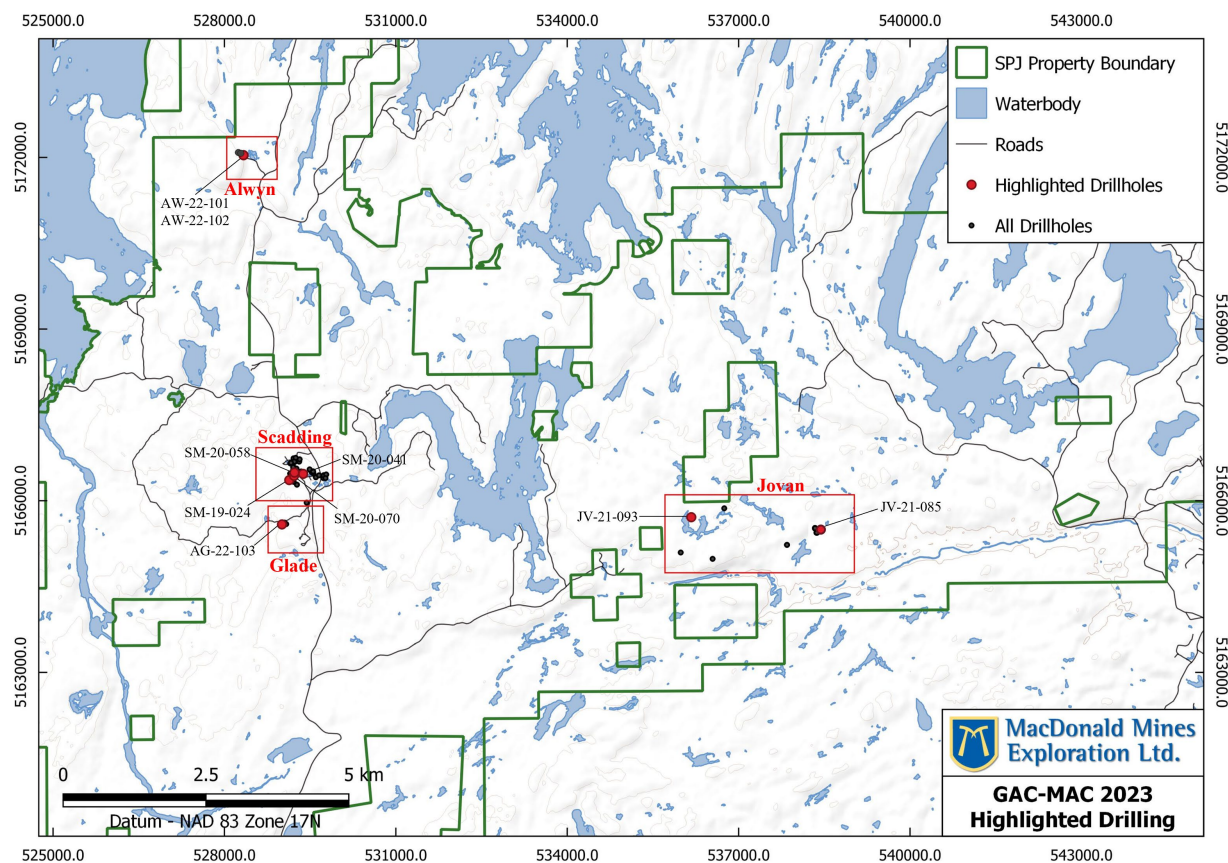 525000.0 528000.0 531000.0 534000.0 537000.0 540000.0 543000.0
SPJ Property Boundary
Waterbody
Roads
Highlighted Drillholes
All Drillholes
5172000.0
5172000.0
Alwyn
AW-22-101
AW-22-102
5169000.0
5169000.0
Scadding
SM-20-058
SM-20-041
5166000.0
5166000.0
Jovan
SM-19-024
SM-20-070
JV-21-093
JV-21-085
AG-22-103
Glade
5163000.0
5163000.0
MacDonald Mines
Exploration Ltd.
0 2.5 5 km
Datum - NAD 83 Zone 17N
GAC-MAC 2023
Highlighted Drilling
525000.0 528000.0 531000.0 534000.0 537000.0 540000.0 543000.0